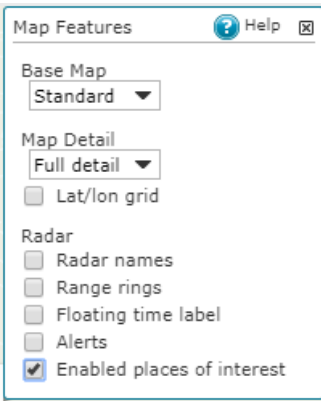 Map Features ? Help
Base Map
Standard
Map Detail
Full detail
Lat/lon grid
Radar
Radar names
Range rings
Floating time label
Alerts
Enabled places of interest